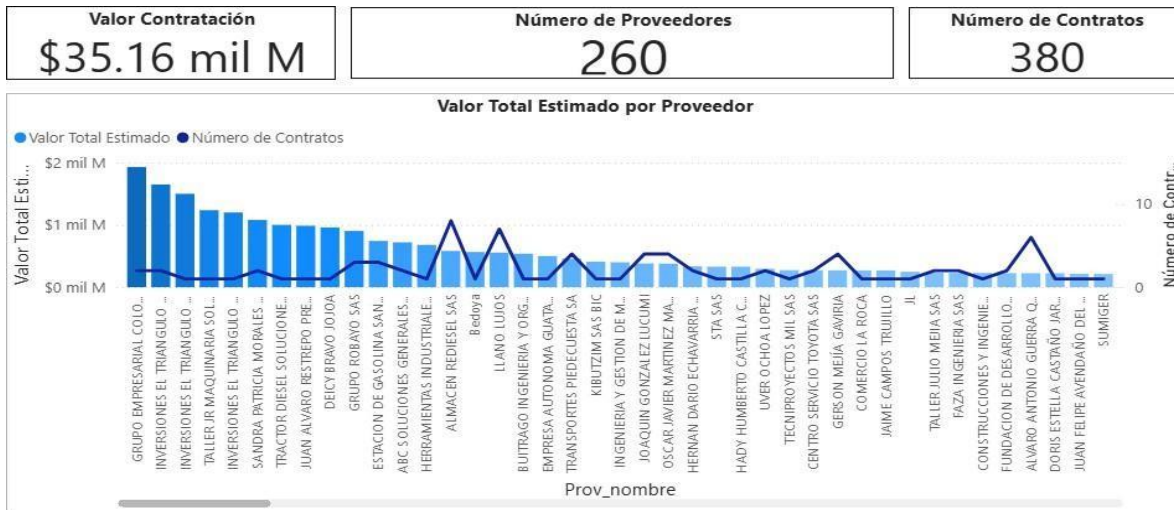 Valor Contratación
$35.16 mil M
Número de Proveedores
260
Número de Contratos
380
Valor Total Estimado por Proveedor
Valor Total Estimado
Número de Contratos
Valor Total Esti...
$2 mil M
$1 mil M
$0 mil M
10
0
Número de Contr...
GRUPO EMPRESARIAL COLO...
INVERSIONES EL TRIANGULO ...
INVERSIONES EL TRIANGULO ...
TALLER JR MAQUINARIA SOL...
INVERSIONES EL TRIANGULO ...
SANDRA PATRICIA MORALES ...
TRACTOR DIESEL SOLUCIONE...
JUAN ALVARO RESTREPO PRE...
DEICY BRAVO JOJOA
GRUPO ROBAYO SAS
ESTACION DE GASOLINA SAN...
ABC SOLUCIONES GENERALES...
HERRAMIENTAS INDUSTRIALE...
ALMACEN REDIESEL SAS
Bedoya
LLANO LUJOS
BUITRAGO INGENIERIA Y ORG...
EMPRESA AUTONOMA GUATA...
TRANSPORTES PIEDECUESTA SA
KIBUTZIM SAS BIC
INGENIERIA Y GESTION DE M...
JOAQUIN GONZALEZ LUCUMI
OSCAR JAVIER MARTINEZ MA...
HERNAN DARIO ECHAVARRIA ...
STA SAS
HADY HUMBERTO CASTILLA C...
UVER OCHOA LOPEZ
TECNIPROYECTOS MIL SAS
CENTRO SERVICIO TOYOTA SAS
GERSON MEJÍA GAVIRIA
COMERCIO LA ROCA
JAIME CAMPOS TRUJILLO
JL
TALLER JULIO MEJIA SAS
FAZA INGENIERIA SAS
CONSTRUCCIONES Y INGENIE...
FUNDACION DE DESARROLLO ...
ALVARO ANTONIO GUERRA Q...
DORIS ESTELLA CASTAÑO JAR...
JUAN FELIPE AVENDAÑO DEL ...
SUMIGER
Prov_nombre